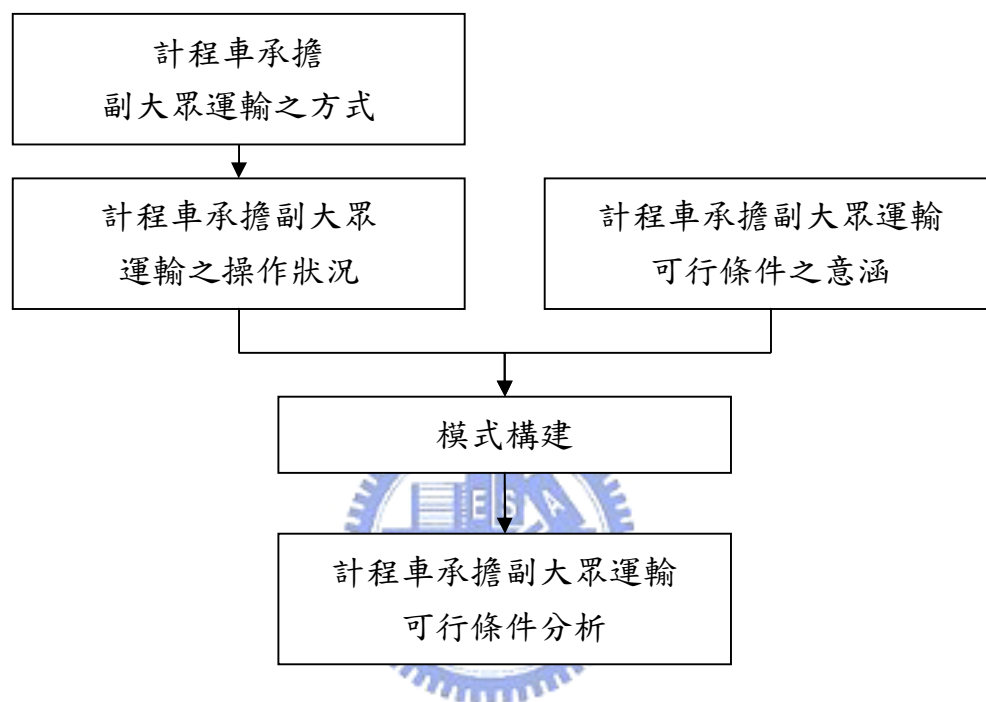 計程車承擔
副大眾運輸之方式
計程車承擔副大眾
運輸之操作狀況
計程車承擔副大眾運輸
可行條件之意涵
模式構建
E S A
計程車承擔副大眾運輸
可行條件分析